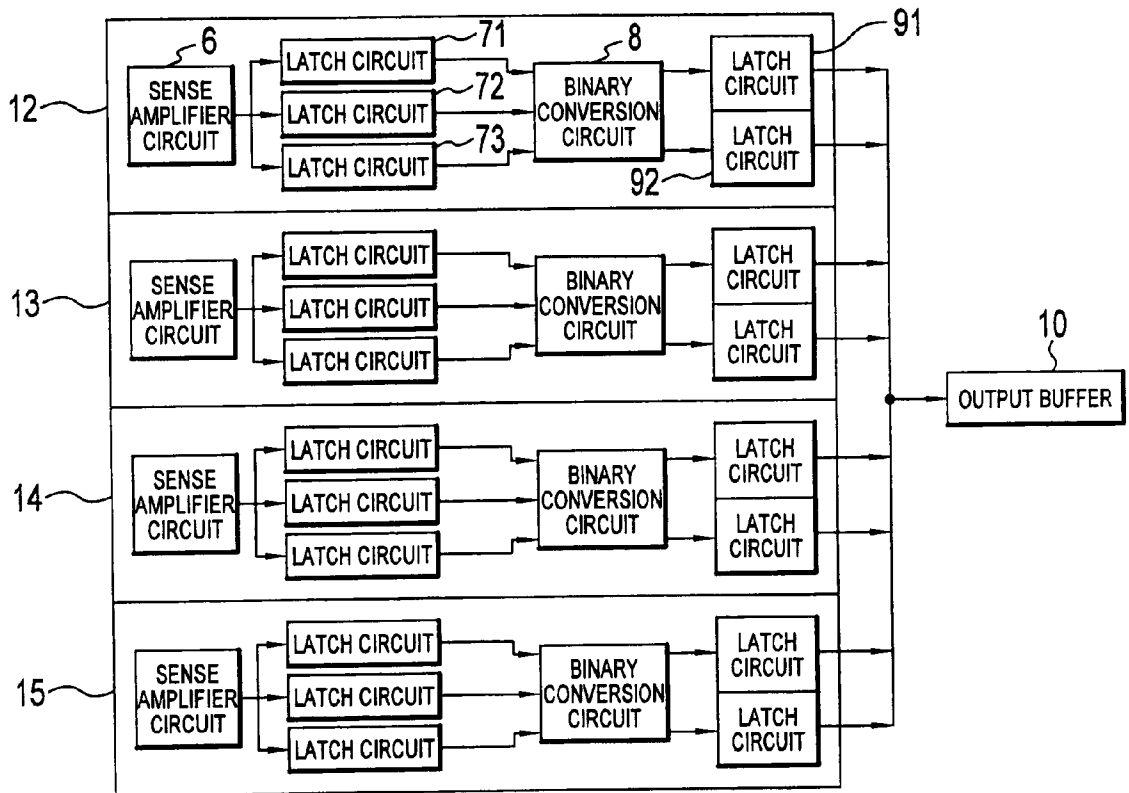 6
71
8
91
12
SENSE
AMPLIFIER
CIRCUIT
LATCH CIRCUIT
72
LATCH CIRCUIT
73
LATCH CIRCUIT
BINARY
CONVERSION
CIRCUIT
LATCH
CIRCUIT
LATCH
CIRCUIT
92
13
SENSE
AMPLIFIER
CIRCUIT
LATCH CIRCUIT
LATCH CIRCUIT
LATCH CIRCUIT
BINARY
CONVERSION
CIRCUIT
LATCH
CIRCUIT
LATCH
CIRCUIT
10
OUTPUT BUFFER
14
SENSE
AMPLIFIER
CIRCUIT
LATCH CIRCUIT
LATCH CIRCUIT
LATCH CIRCUIT
BINARY
CONVERSION
CIRCUIT
LATCH
CIRCUIT
LATCH
CIRCUIT
15
SENSE
AMPLIFIER
CIRCUIT
LATCH CIRCUIT
LATCH CIRCUIT
LATCH CIRCUIT
BINARY
CONVERSION
CIRCUIT
LATCH
CIRCUIT
LATCH
CIRCUIT